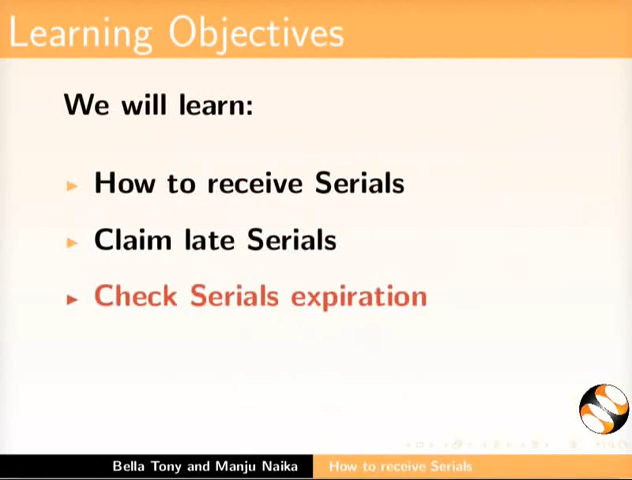 Learning Objectives
We will learn:
How to receive Serials
Claim late Serials
Check Serials expiration
Bella Tony and Manju Naika How to receive Serials